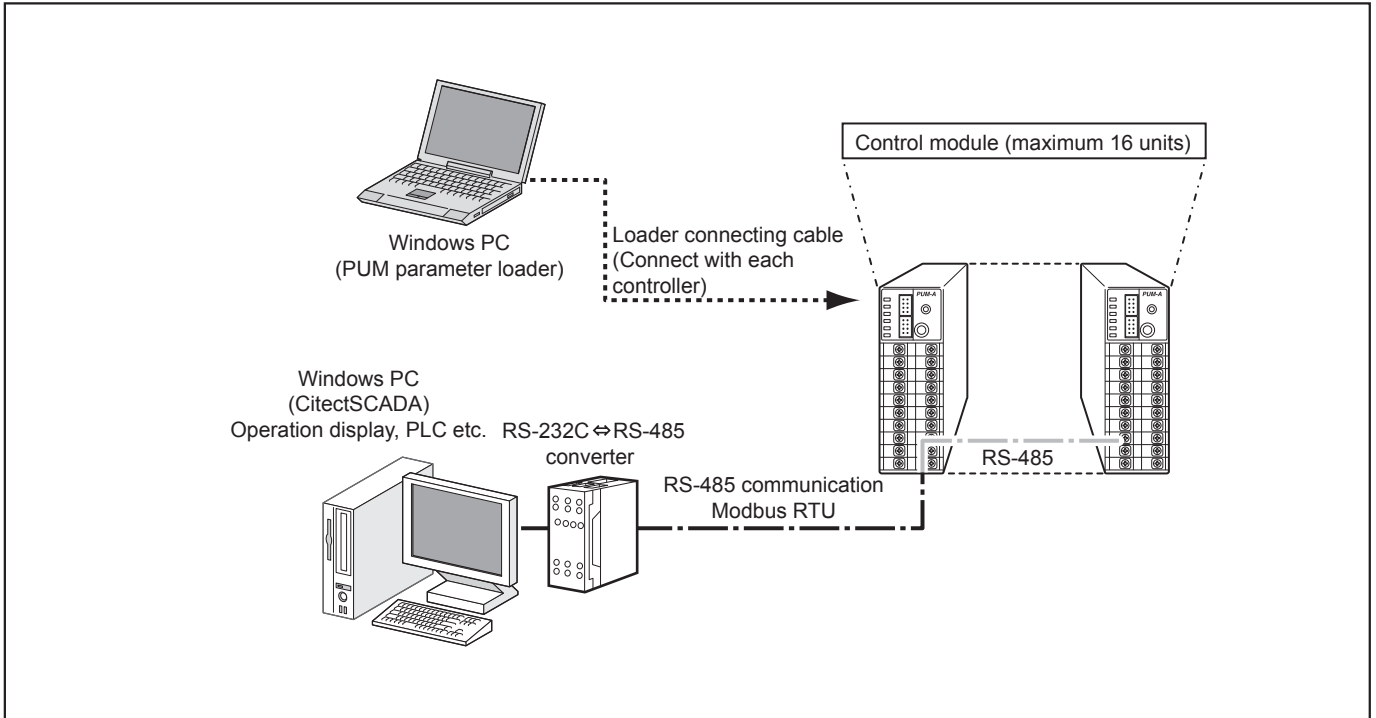 Control module (maximum 16 units)
Windows PC
(PUM parameter loader)
Loader connecting cable
(Connect with each
controller)
PUM-A
PUM-A
Windows PC
(CitectSCADA)
Operation display, PLC etc.
RS-232C⇔RS-485
converter
RS-485 communication
Modbus RTU
RS-485